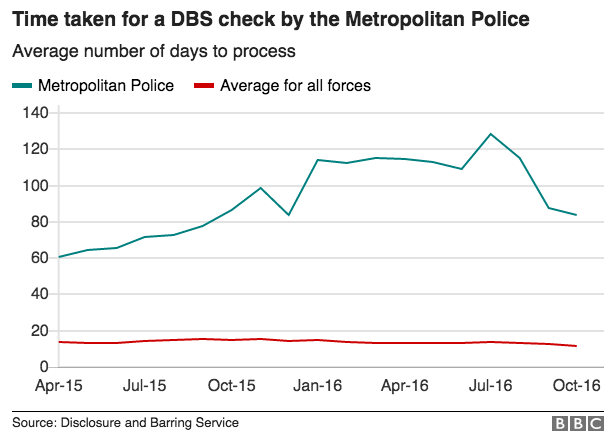 Time taken for a DBS check by the Metropolitan Police
Average number of days to process
Metropolitan Police Average for all forces
140
120
100
80
60
40
20
0
Apr-15 Jul-15 Oct-15 Jan-16 Apr-16 Jul-16 Oct-16
Source: Disclosure and Barring Service BBC